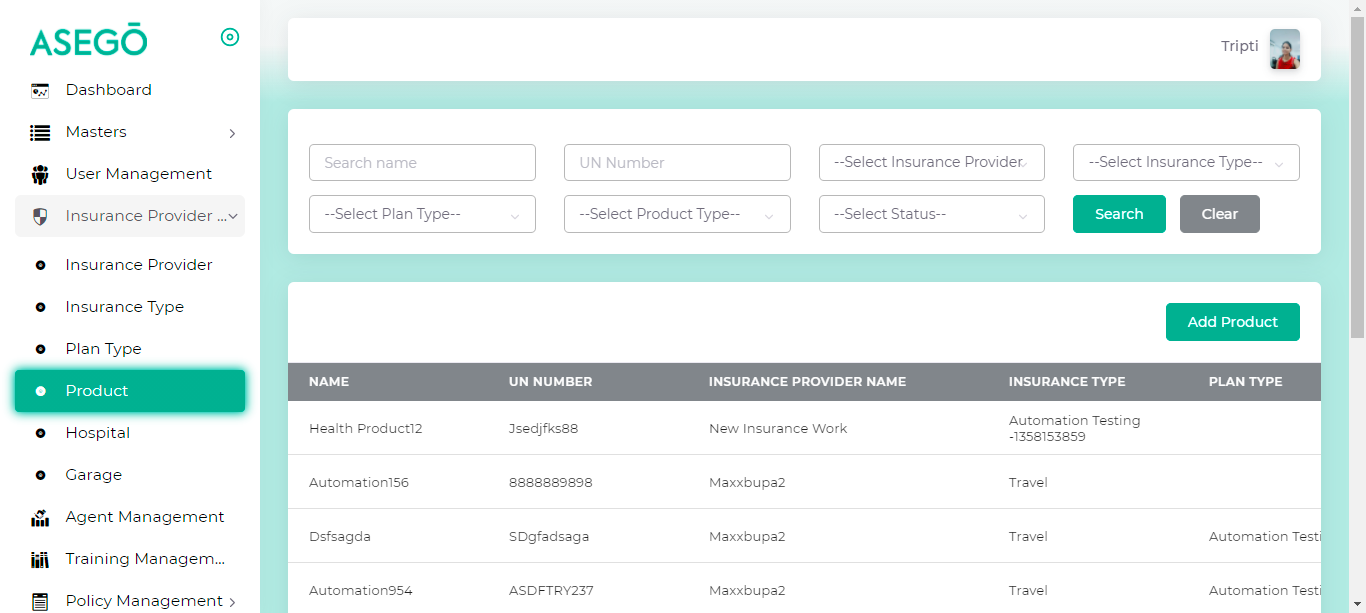 ASEGŌ
Dashboard
Masters
User Management
Insurance Provider ...
Insurance Provider
Insurance Type
Plan Type
Product
Hospital
Garage
Agent Management
Training Managem...
Policy Management
Tripti
Search name
UN Number
--Select Insurance Provider
--Select Insurance Type--
--Select Plan Type--
--Select Product Type--
--Select Status--
Search
Clear
Add Product
NAME UN NUMBER INSURANCE PROVIDER NAME INSURANCE TYPE PLAN TYPE
Health Product12 Jsedjfks88 New Insurance Work Automation Testing
-1358153859
Automation156 8888889898 Maxxbupa2 Travel
Dsfsagda SDgfadsaga Maxxbupa2 Travel Automation Testi
Automation954 ASDFTRY237 Maxxbupa2 Travel Automation Testi